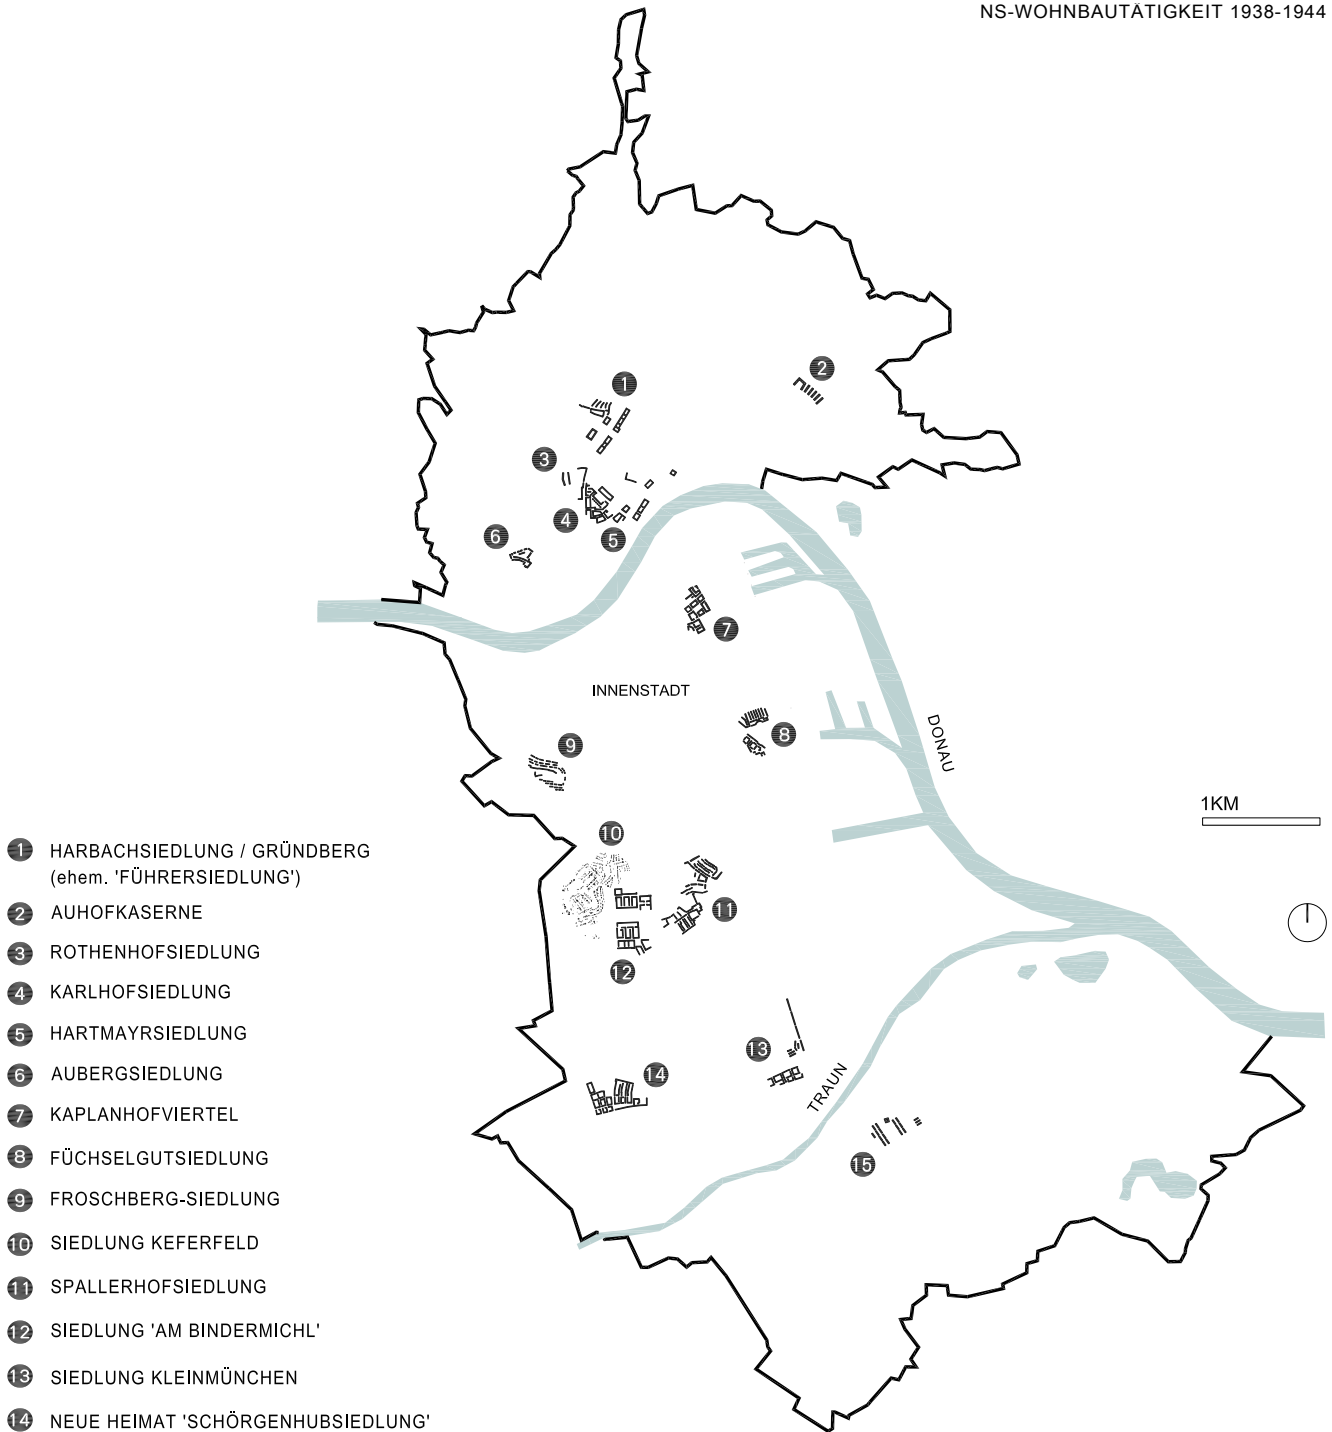 NS-WOHNBAUTÄTIGKEIT 1938-1944
1
2
3
4
5
6
7
INNENSTADT
8
DONAU
9
1KM
10
11
12
13
14
TRAUN
15
1 HARBACHSIEDLUNG / GRÜNDBERG
(ehem. 'FÜHRERSIEDLUNG')
2 AUHOFKASERNE
3 ROTHENHOFSIEDLUNG
4 KARLHOFSIEDLUNG
5 HARTMAYRSIEDLUNG
6 AUBERGSIEDLUNG
7 KAPLANHOFVIERTEL
8 FÜCHSELGUTSIEDLUNG
9 FROSCHBERG-SIEDLUNG
10 SIEDLUNG KEFERFELD
11 SPALLERHOFSIEDLUNG
12 SIEDLUNG 'AM BINDERMICHL'
13 SIEDLUNG KLEINMÜNCHEN
14 NEUE HEIMAT 'SCHÖRGENHUBSIEDLUNG'